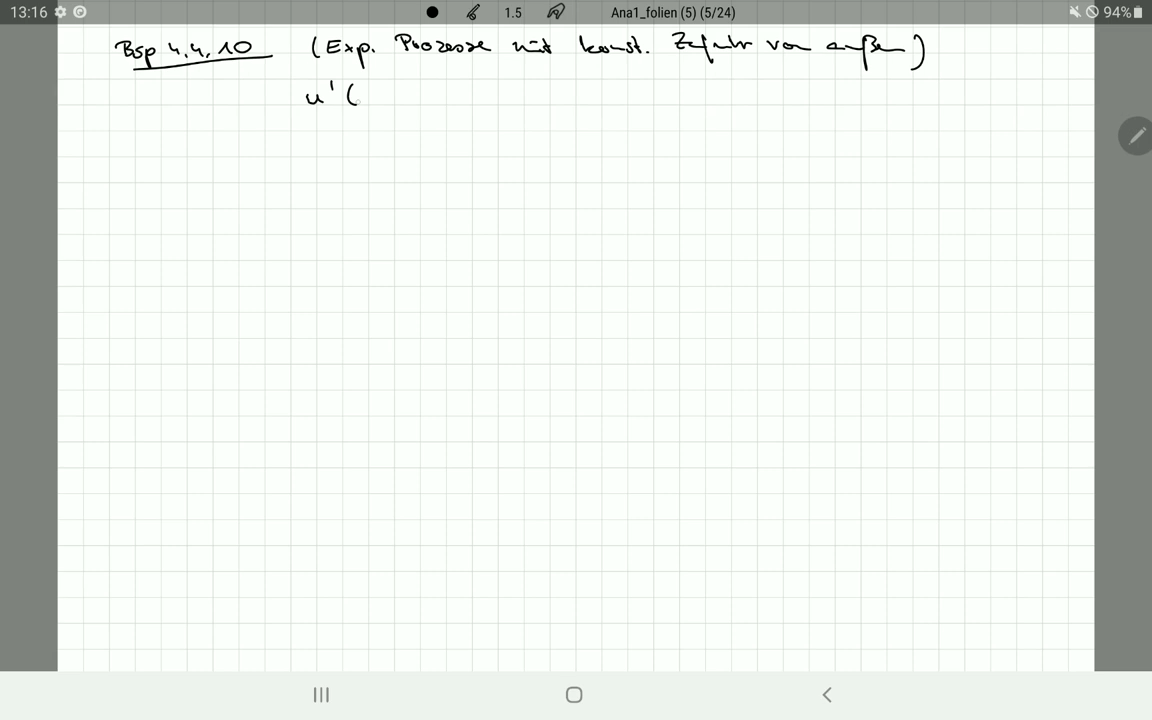 13:16 1.5 Ana1_folien (5) (5/24) 94%
Bsp 4.4.10 (Exp. Prozesse mit konst. Zufuhr von außen)
u'(